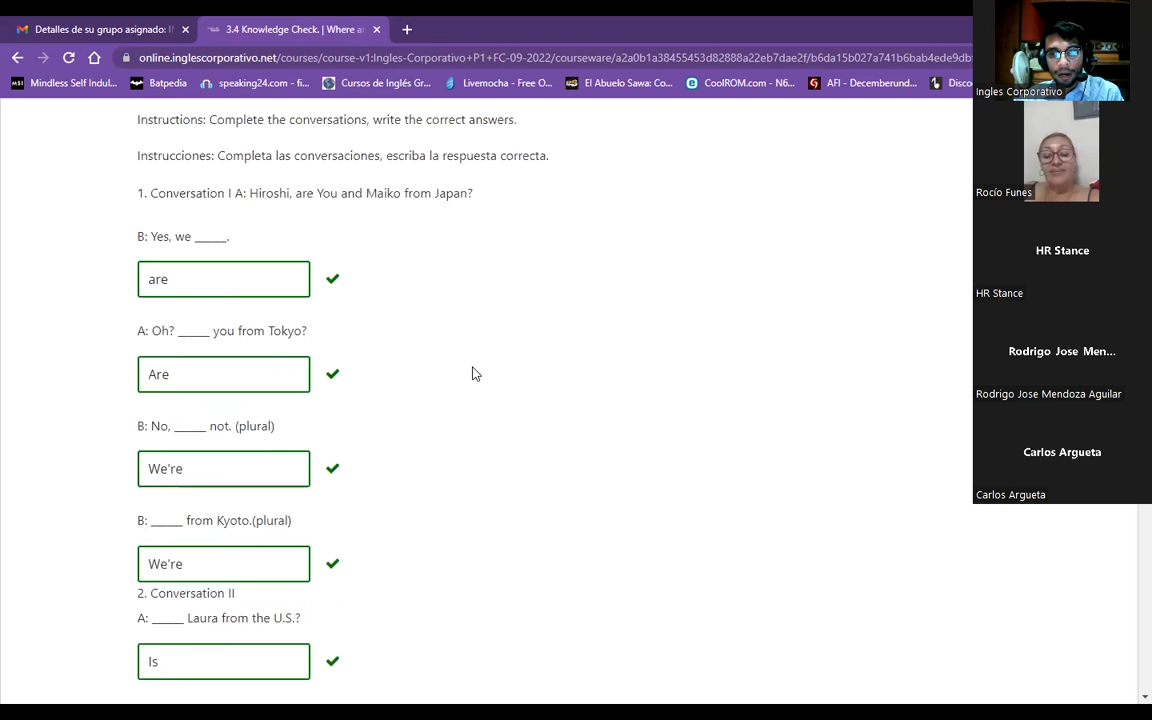 Detalles de su grupo asignado: I
3.4 Knowledge Check. | Where a
online.inglescorporativo.net/courses/course-v1:Ingles-Corporativo+P1+FC-09-2022/courseware/a2a0b1a38455453d82888a22eb7dae2f/b6da15b027a741b6bab4ede9db
Mindless Self Indul...
Batpedia
speaking24.com - fi...
Cursos de Inglés Gr...
Livemocha - Free O...
El Abuelo Sawa: Co...
CoolROM.com - N6...
AFI - Decemberund...
Disco
Instructions: Complete the conversations, write the correct answers.
Instrucciones: Completa las conversaciones, escriba la respuesta correcta.
1. Conversation I A: Hiroshi, are You and Maiko from Japan?
B: Yes, we _____.
are
A: Oh? _____ you from Tokyo?
Are
B: No, _____ not. (plural)
We're
B: _____ from Kyoto.(plural)
We're
2. Conversation II
A: _____ Laura from the U.S.?
Is
Ingles Corporativo
Rocío Funes
HR Stance
HR Stance
Rodrigo Jose Men...
Rodrigo Jose Mendoza Aguilar
Carlos Argueta
Carlos Argueta